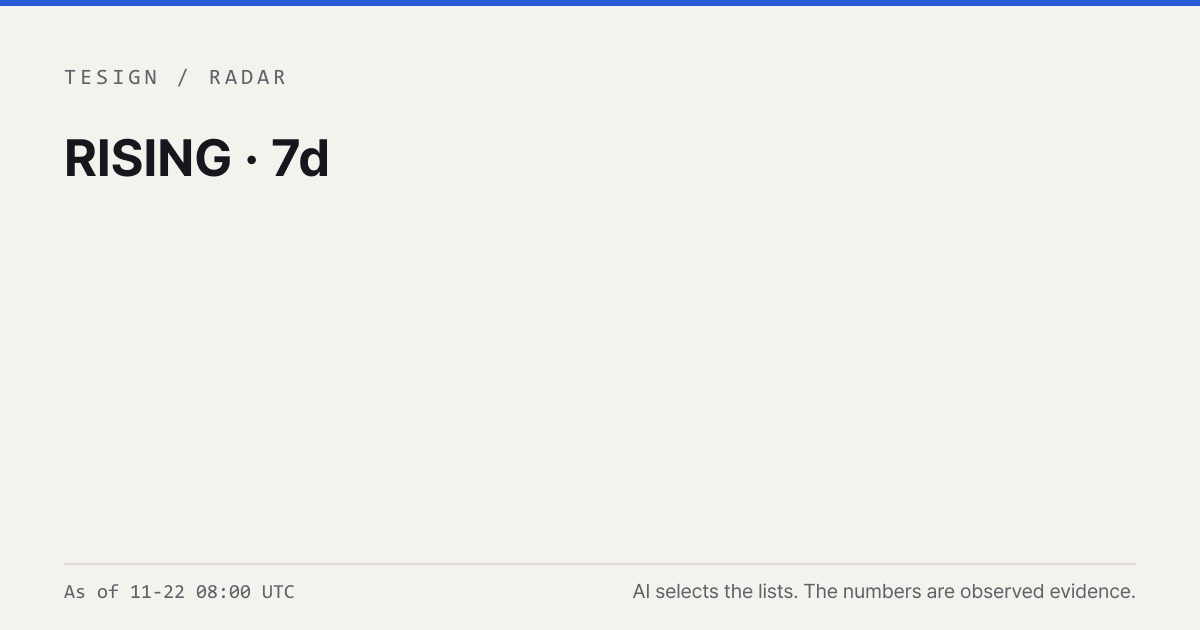 TESIGN / RADAR
RISING · 7d
As of 11-22 08:00 UTC
AI selects the lists. The numbers are observed evidence.